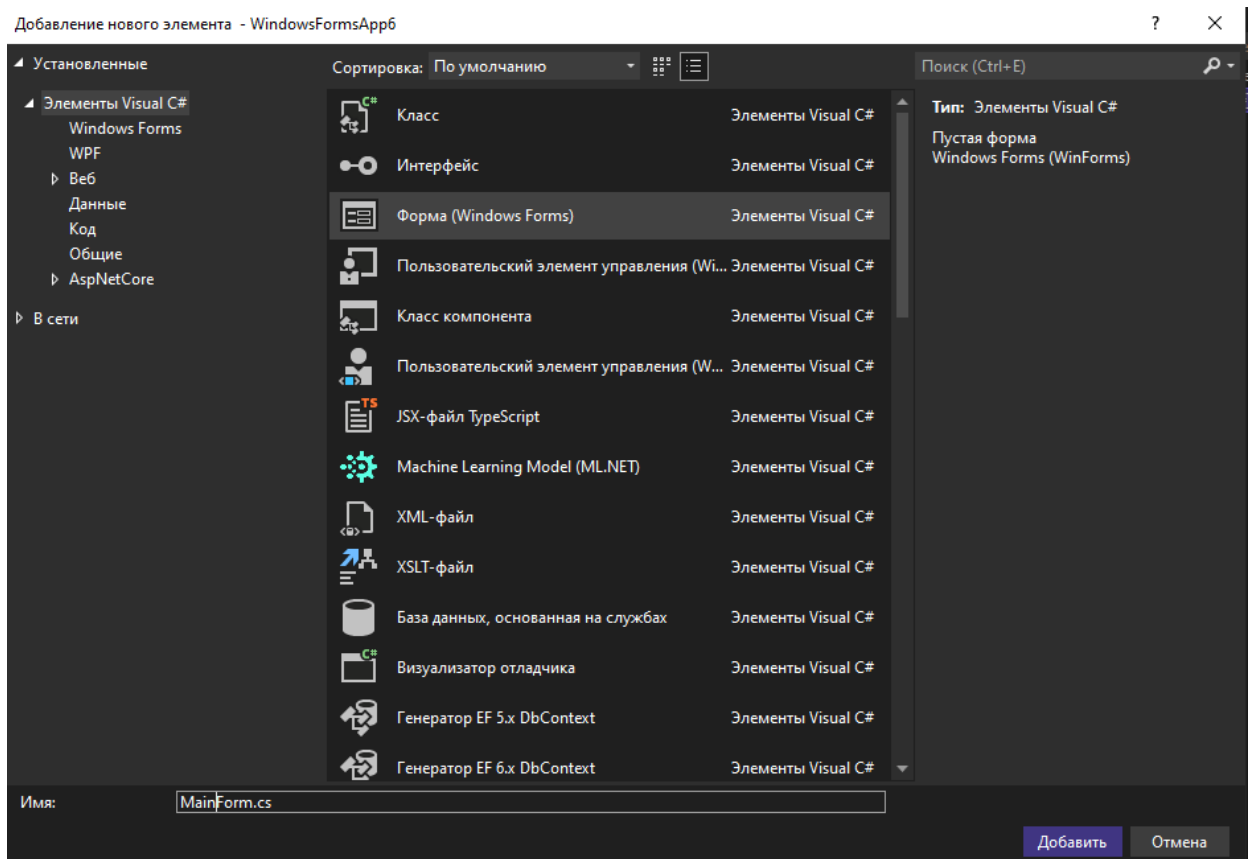 Добавление нового элемента - WindowsFormsApp6
?
Установленные
Сортировка: По умолчанию
Поиск (Ctrl+E)
Элементы Visual C#
Windows Forms
WPF
Веб
Данные
Код
Общие
AspNetCore
В сети
C#
Класс Элементы Visual C#
Интерфейс Элементы Visual C#
Форма (Windows Forms) Элементы Visual C#
Пользовательский элемент управления (Wi... Элементы Visual C#
Класс компонента Элементы Visual C#
Пользовательский элемент управления (W... Элементы Visual C#
TS
JSX-файл TypeScript Элементы Visual C#
Machine Learning Model (ML.NET) Элементы Visual C#
XML-файл Элементы Visual C#
XSLT-файл Элементы Visual C#
База данных, основанная на службах Элементы Visual C#
C#
Визуализатор отладчика Элементы Visual C#
Генератор EF 5.x DbContext Элементы Visual C#
Генератор EF 6.x DbContext Элементы Visual C#
Тип: Элементы Visual C#
Пустая форма
Windows Forms (WinForms)
Имя: MainForm.cs
Добавить Отмена